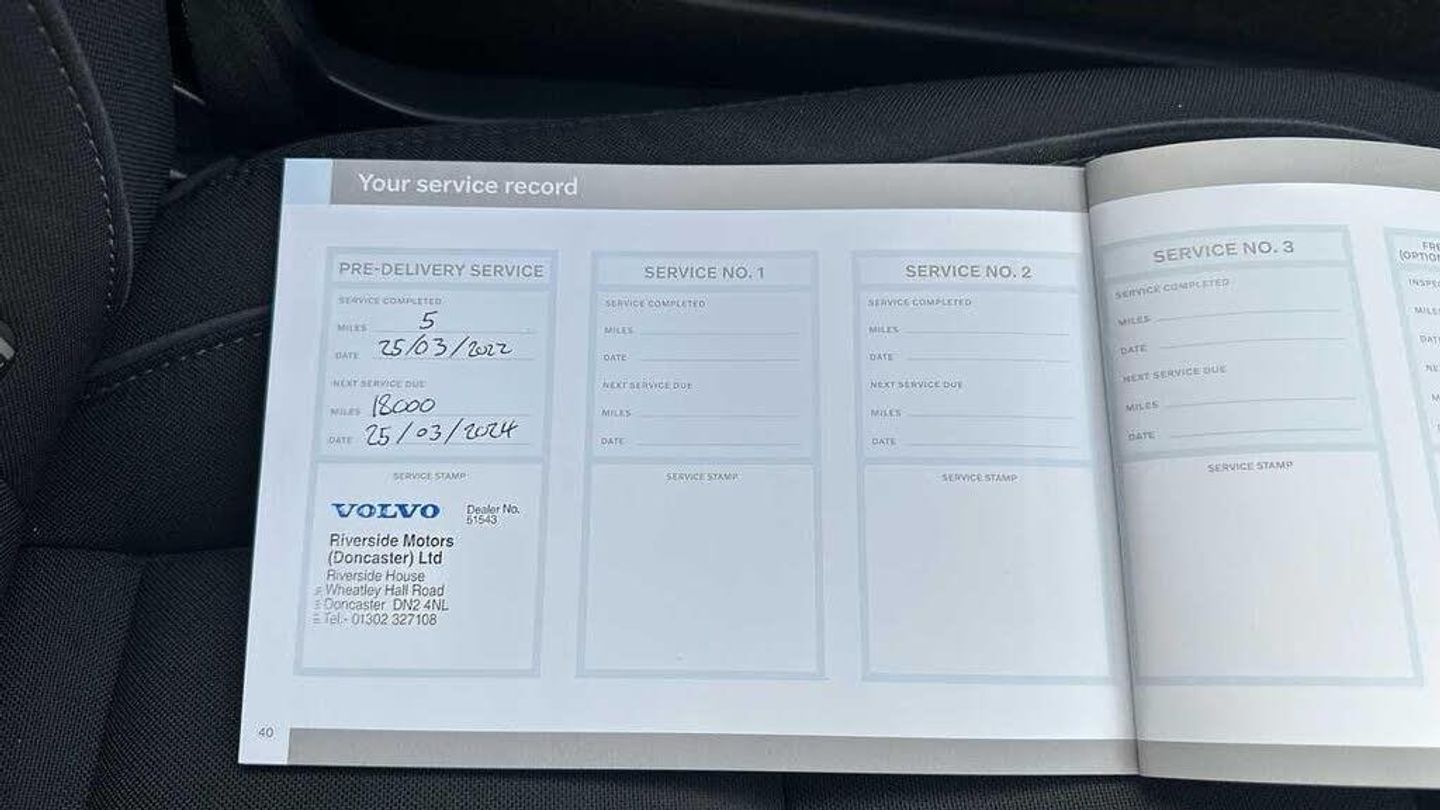 Your service record
PRE-DELIVERY SERVICE
SERVICE COMPLETED
MILES 5
DATE 25/03/2022
NEXT SERVICE DUE
MILES 18000
DATE 25/03/2024
SERVICE STAMP
VOLVO
Dealer No.
51543
Riverside Motors
(Doncaster) Ltd
Riverside House
Wheatley Hall Road
Doncaster DN2 4NL
Tel:- 01302 327108
SERVICE NO. 1
SERVICE COMPLETED
MILES
DATE
NEXT SERVICE DUE
MILES
DATE
SERVICE STAMP
SERVICE NO. 2
SERVICE COMPLETED
MILES
DATE
NEXT SERVICE DUE
MILES
DATE
SERVICE STAMP
SERVICE NO. 3
SERVICE COMPLETED
MILES
DATE
NEXT SERVICE DUE
MILES
DATE
SERVICE STAMP
40